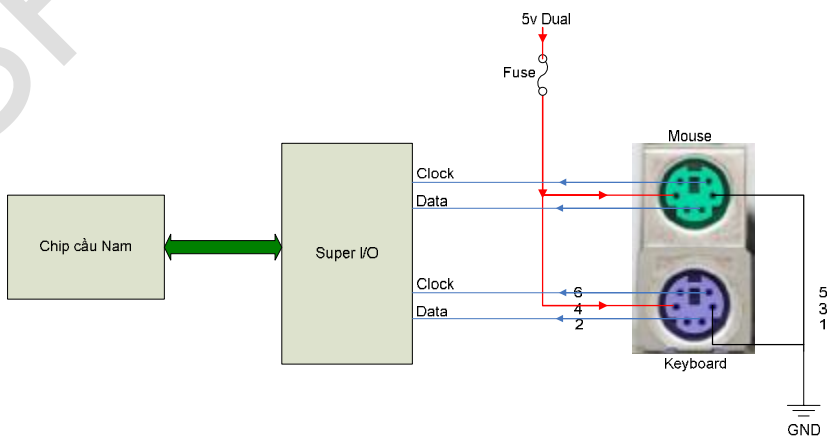 5v Dual
Fuse
Mouse
Clock
Data
Chip cầu Nam
Super I/O
Clock
Data
6
4
2
5
3
1
Keyboard
GND